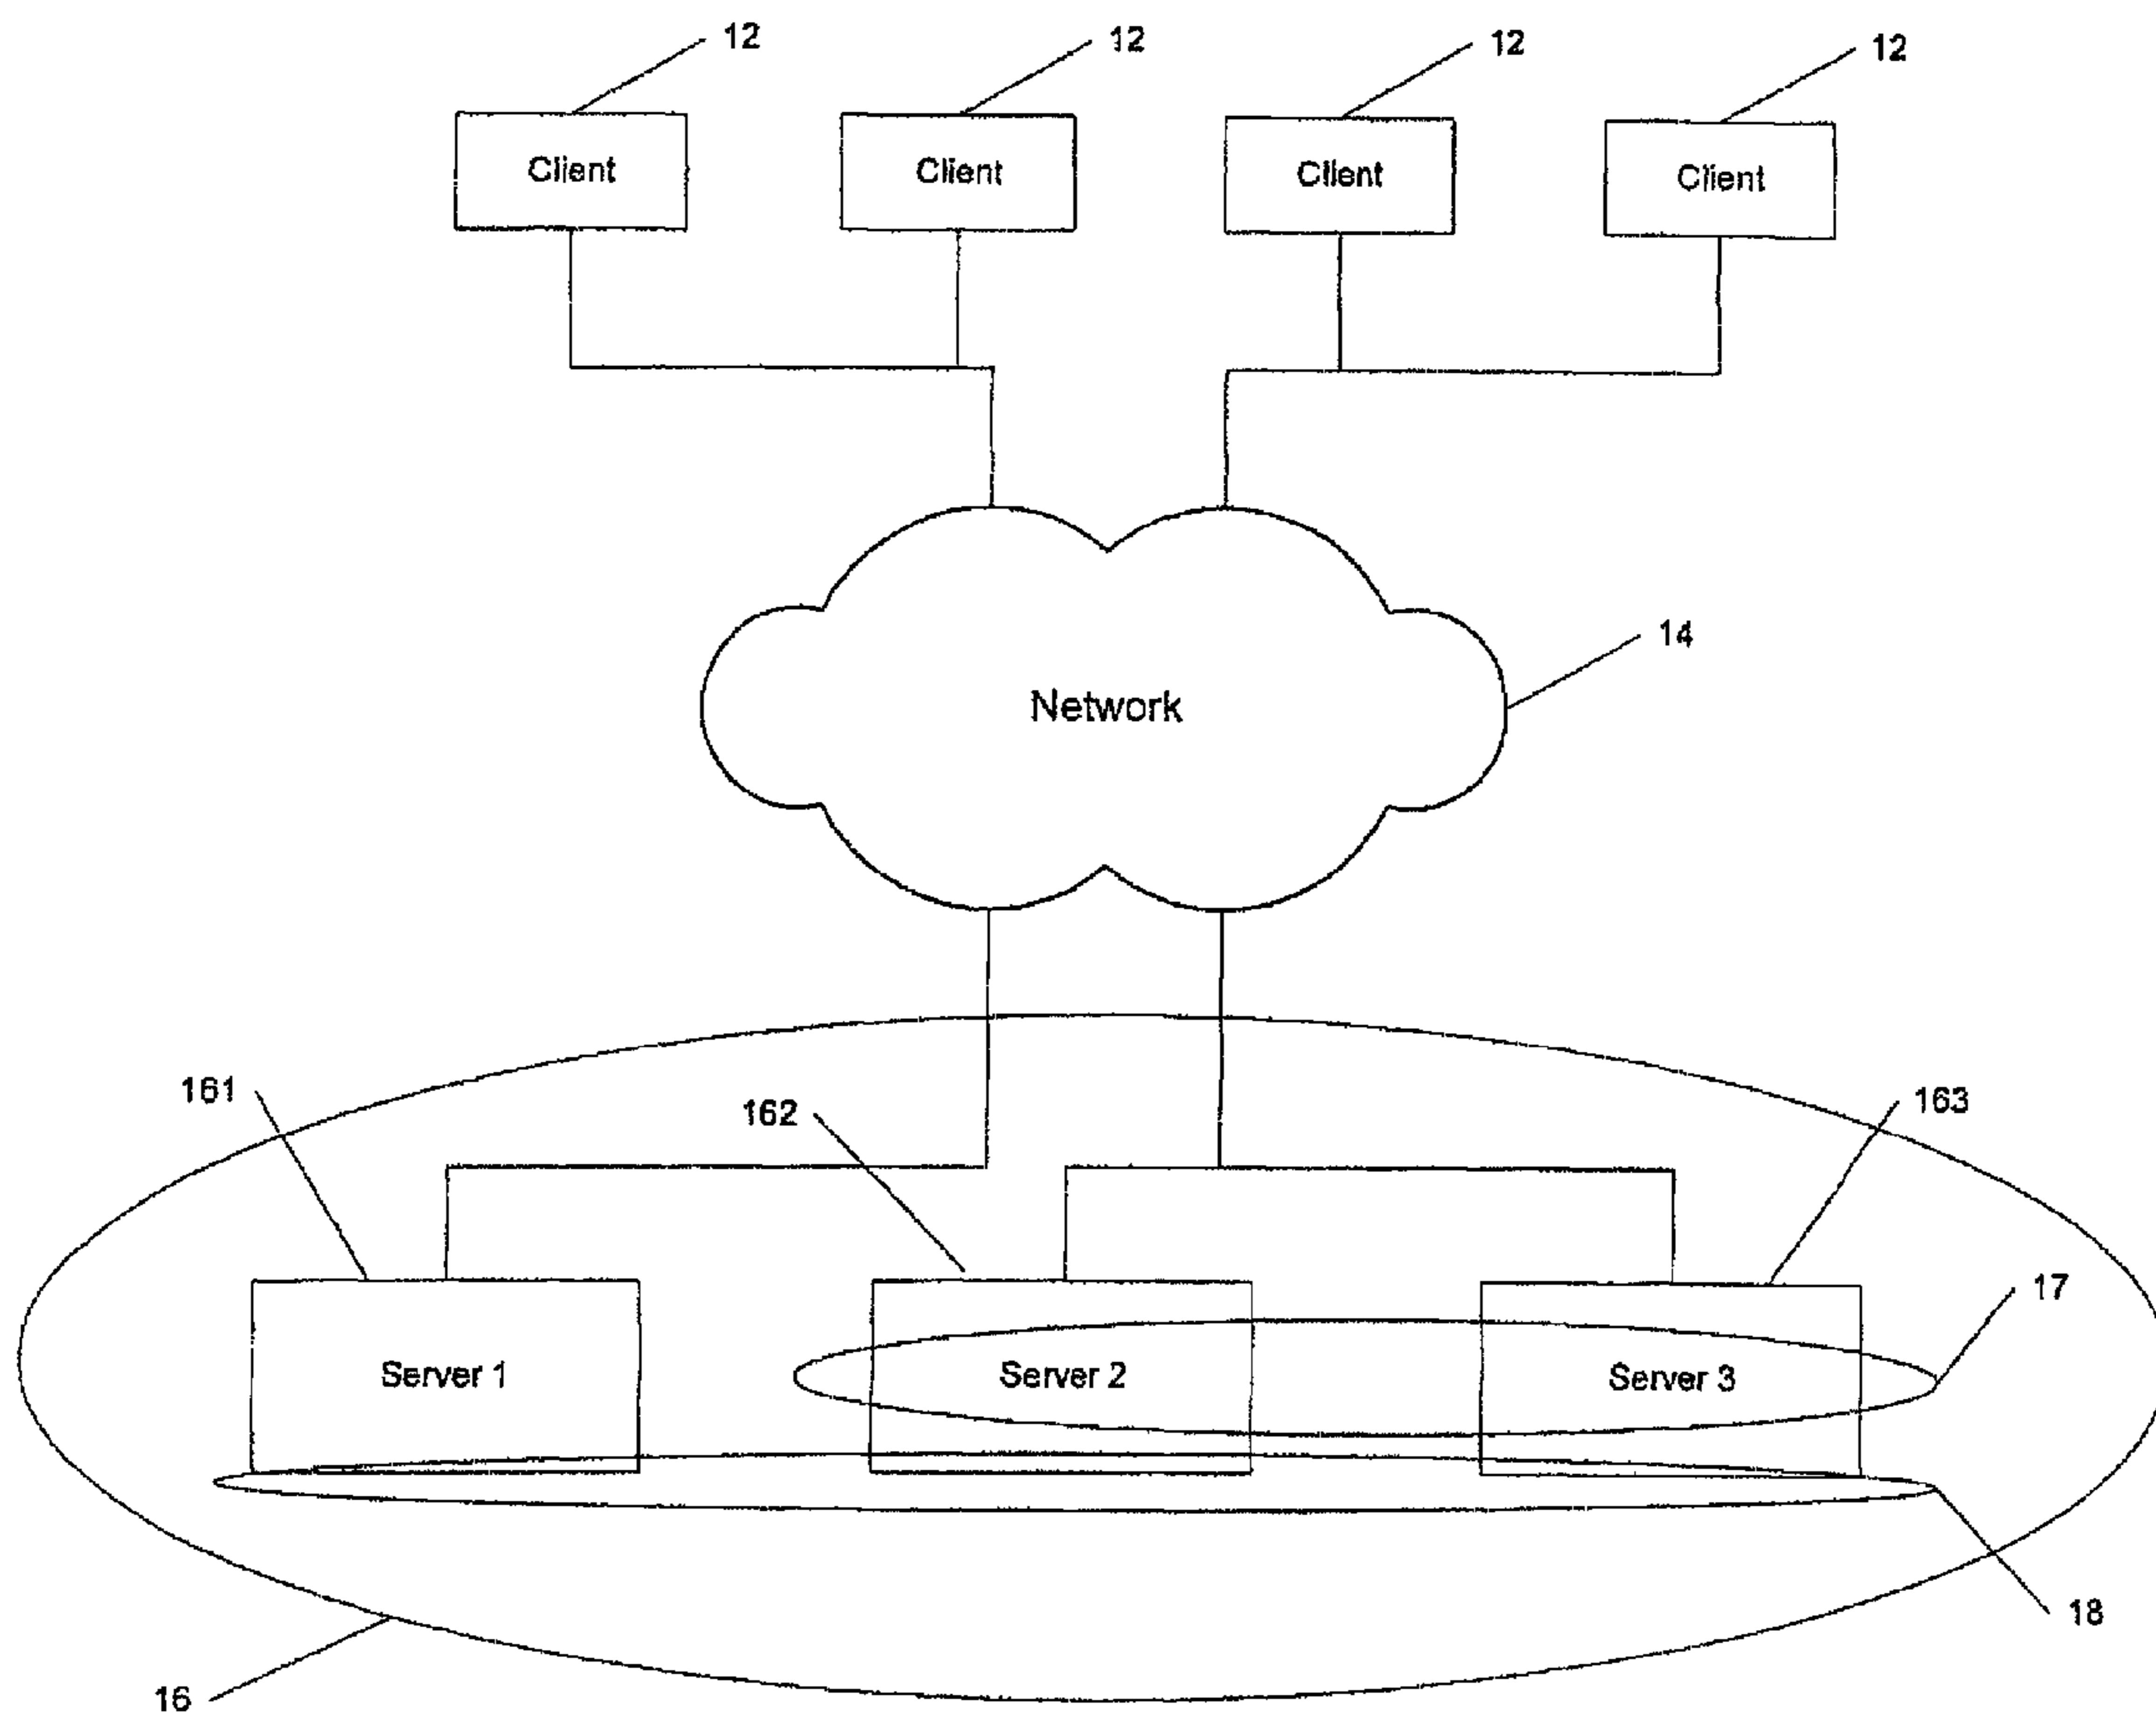 12 12 12 12
Client Client Client Client
14
Network
161 162 163
17
Server 1 Server 2 Server 3
18
16